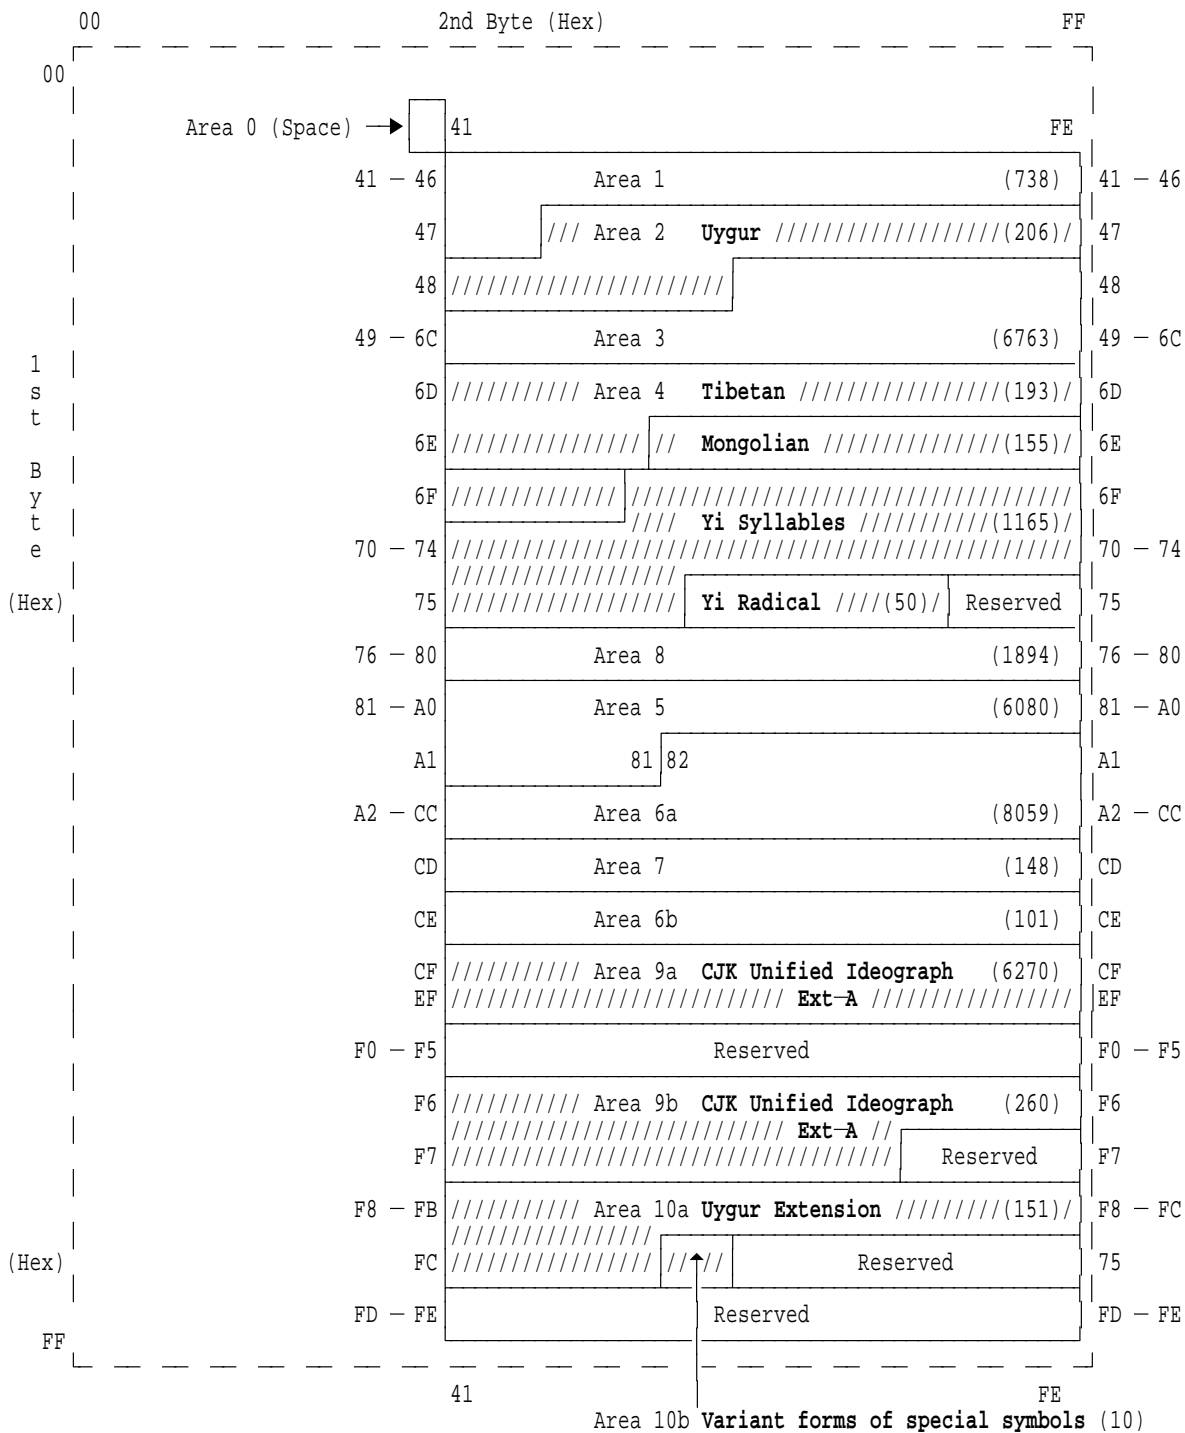 00 2nd Byte (Hex) FF
00
Area 0 (Space) 41 FE
41 — 46 Area 1 (738) 41 — 46
47 /// Area 2 Uygur ///////////////////(206)/ 47
48 /////////////////////// 48
49 — 6C Area 3 (6763) 49 — 6C
1st Byte (Hex)
6D /////////// Area 4 Tibetan /////////////////(193)/ 6D
6E //////////////// // Mongolian ///////////////(155)/ 6E
6F ////////////// ///////////////////////////////////// 6F
//// Yi Syllables ///////////(1165)/
70 — 74 //////////////////////////////////////////////////// 70 — 74
///////////////////
75 /////////////////// Yi Radical ////(50)/ Reserved 75
76 — 80 Area 8 (1894) 76 — 80
81 — A0 Area 5 (6080) 81 — A0
A1 81 82 A1
A2 — CC Area 6a (8059) A2 — CC
CD Area 7 (148) CD
CE Area 6b (101) CE
CF /////////// Area 9a CJK Unified Ideograph (6270) CF
EF //////////////////////////// Ext—A ///////////////// EF
F0 — F5 Reserved F0 — F5
F6 /////////// Area 9b CJK Unified Ideograph (260) F6
//////////////////////////// Ext—A //
F7 ///////////////////////////////////// Reserved F7
F8 — FB /////////// Area 10a Uygur Extension /////////(151)/ F8 — FC
/////////////////
(Hex) FC ///////////////// ///// Reserved 75
FD — FE Reserved FD — FE
FF
41 FE
Area 10b Variant forms of special symbols (10)